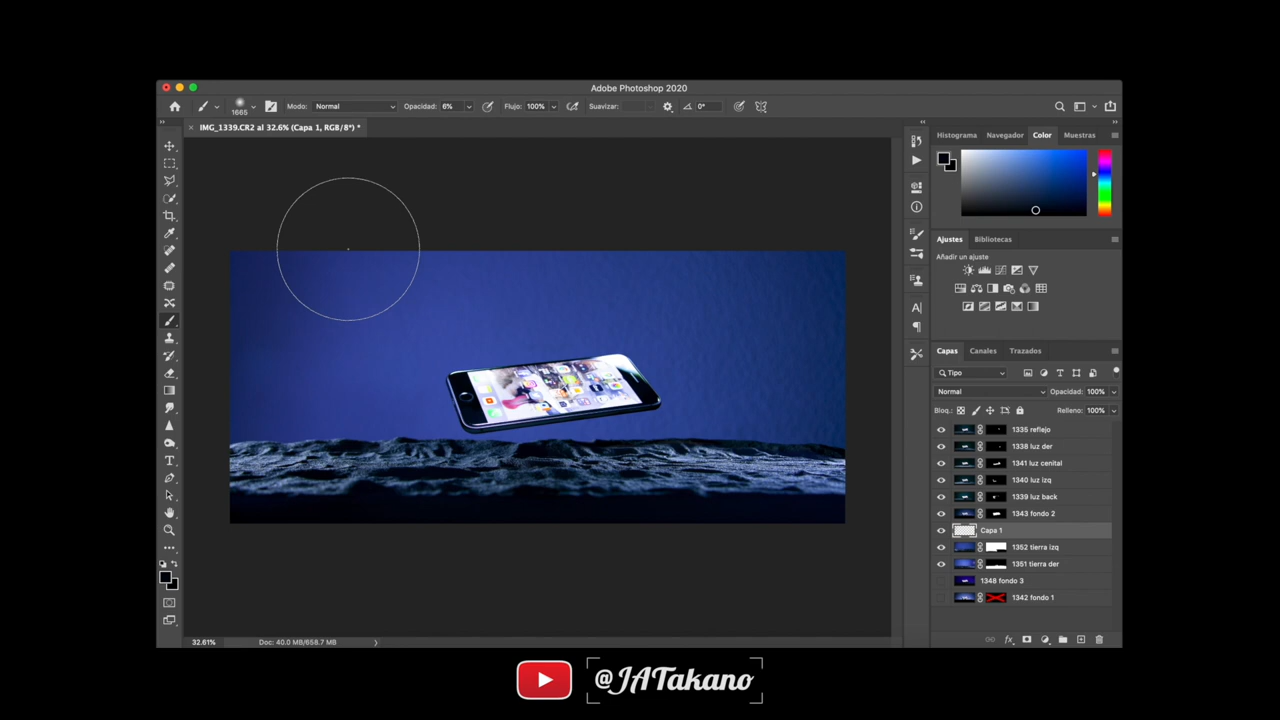 Adobe Photoshop 2020
1665 Modo: Normal Opacidad: 6% Flujo: 100% Suavizar: 0°
IMG_1339.CR2 al 32.6% (Capa 1, RGB/8*) *
Histograma Navegador Color Muestras
Ajustes Bibliotecas
Añadir un ajuste
Capas Canales Trazados
Tipo
Normal Opacidad: 100%
Bloq.: Relleno: 100%
1335 reflejo
1338 luz der
1341 luz cenital
1340 luz izq
1339 luz back
1343 fondo 2
Capa 1
1352 tierra izq
1351 tierra der
1348 fondo 3
1342 fondo 1
32.61% Doc: 40.0 MB/658.7 MB
@JATakano